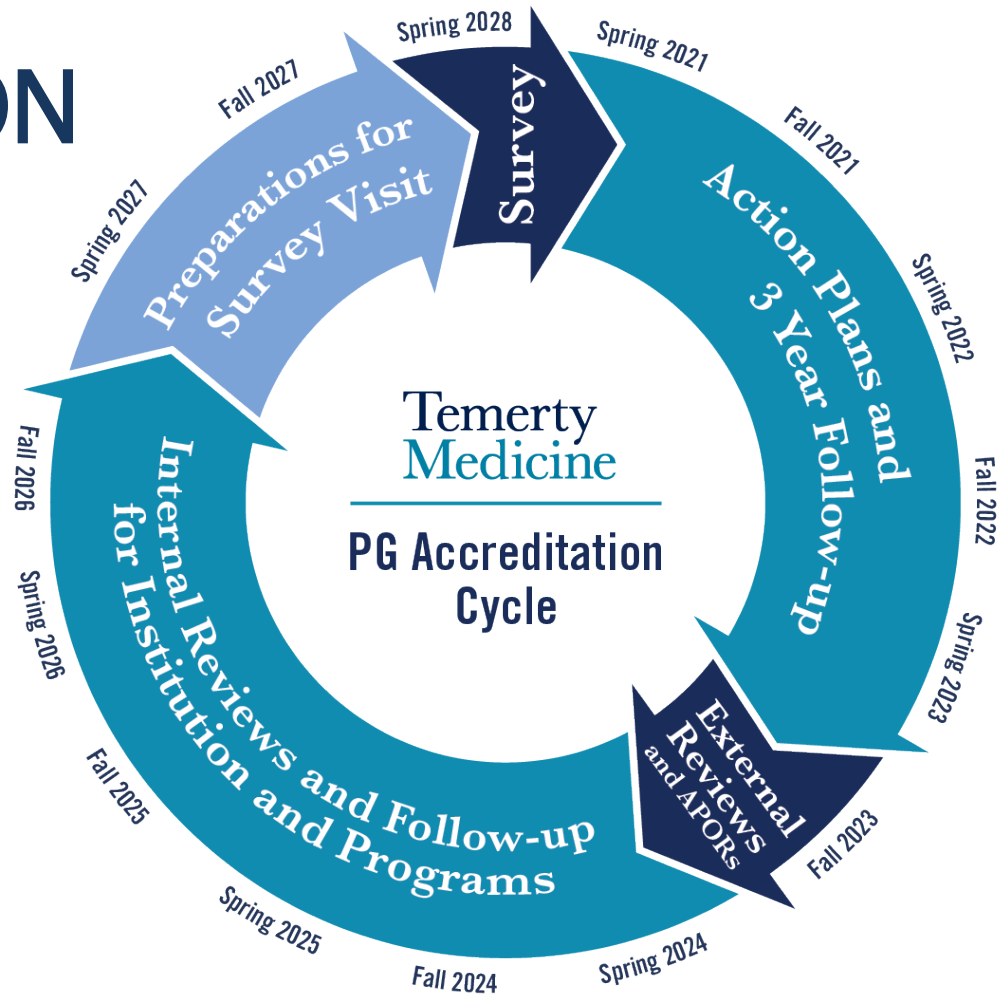 ON
Spring 2028
Survey
Spring 2021
Fall 2021
Spring 2022
Fall 2022
Spring 2023
Action Plans and
3 Year Follow-up
Fall 2023
External
Reviews
and APORs
Spring 2024
Fall 2024
Spring 2025
Fall 2025
Spring 2026
Fall 2026
Internal Reviews and Follow-up
for Institution and Programs
Spring 2027
Fall 2027
Preparations for
Survey Visit
Temerty
Medicine
PG Accreditation
Cycle